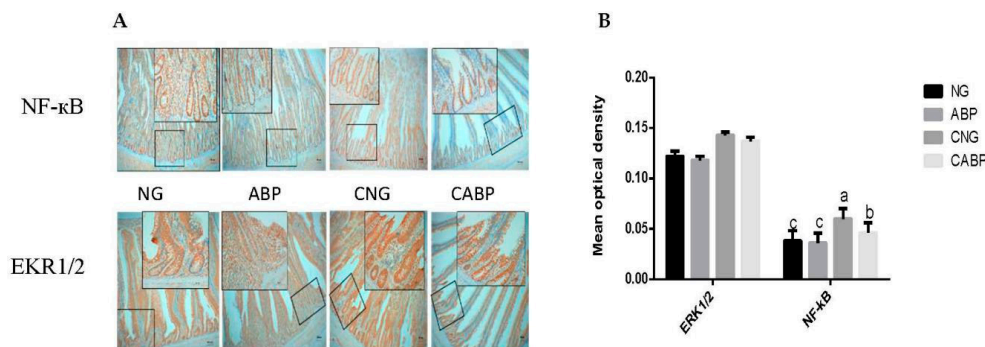 A
NF-κB
NG ABP CNG CABP
EKR1/2
B
Mean optical density
0.20
0.15
0.10
0.05
0.00
c c a b
ERK1/2 NF-kB
NG
ABP
CNG
CABP